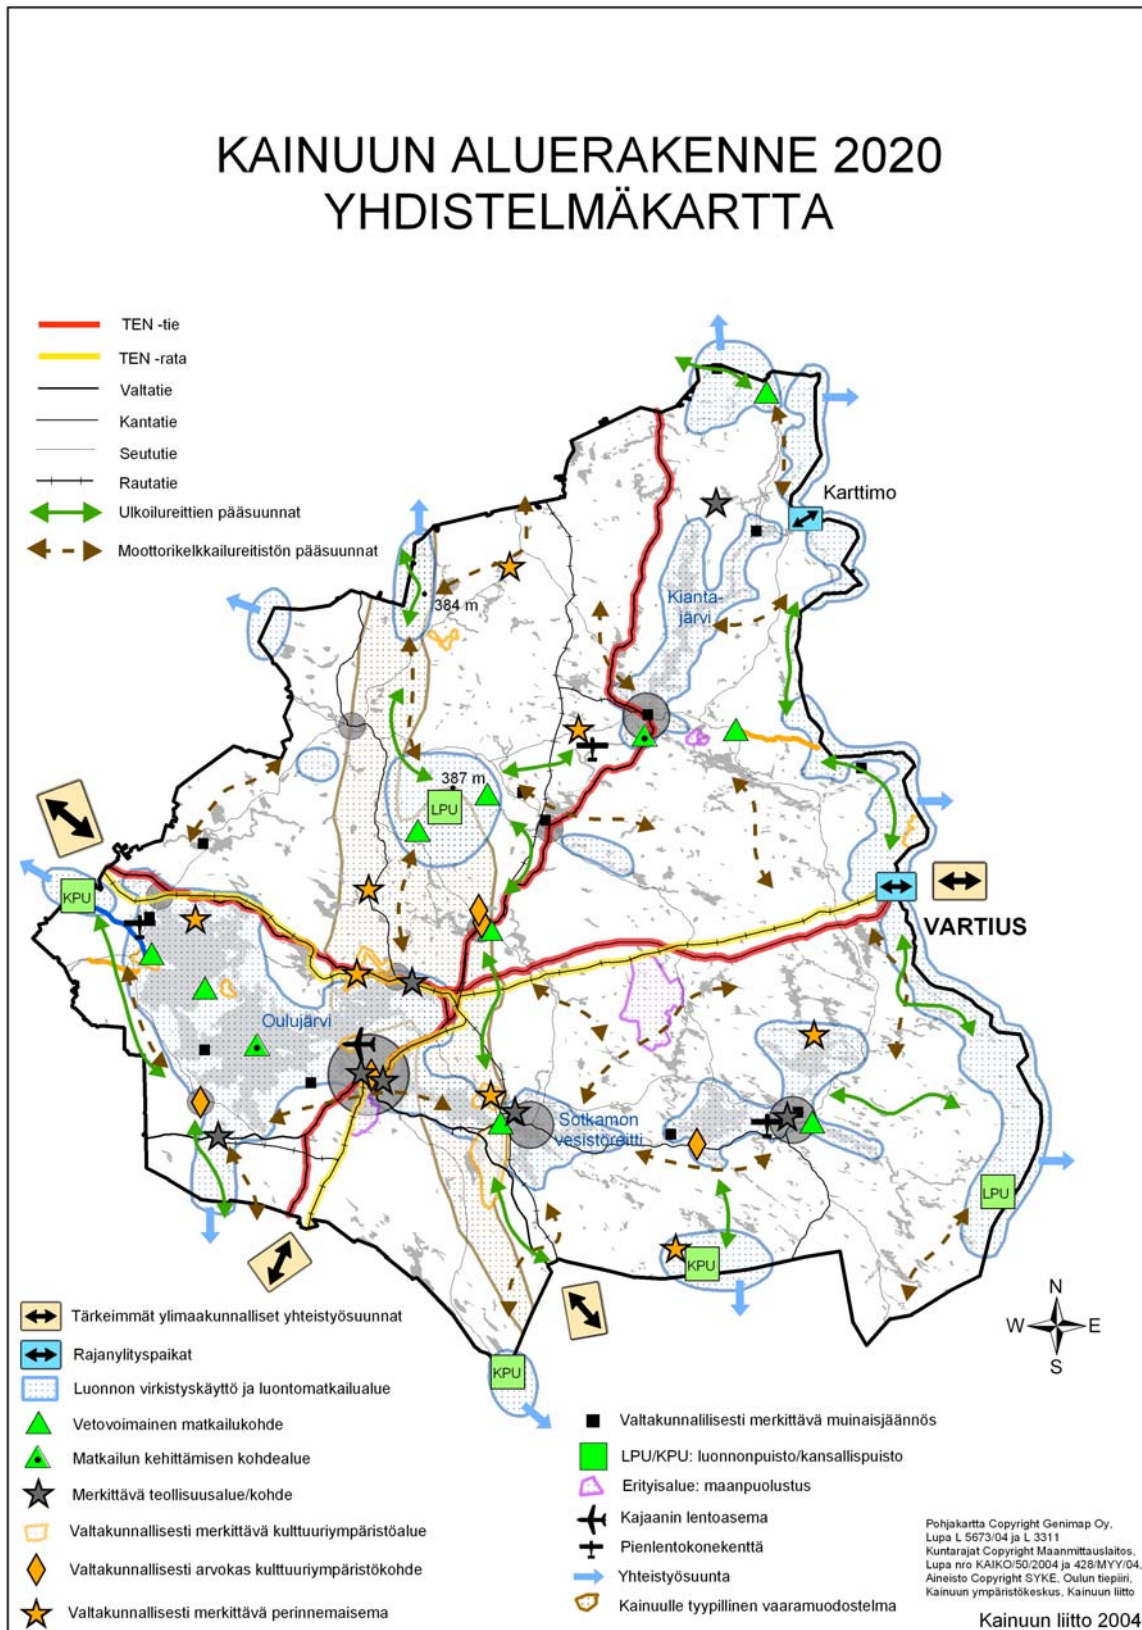 KAINUUN ALUERAKENNE 2020
YHDISTELMÄKARTTA
TEN -tie
TEN -rata
Valtatie
Kantatie
Seututie
Rautatie
Ulkoilureittien pääsuunnat
Moottorikelkkailureitistön pääsuunnat
Karttimo
Kianta-
järvi
384 m
387 m
LPU
KPU
VARTIUS
Oulujärvi
Sotkamon
vesistöreitti
LPU
KPU
KPU
N
W E
S
Tärkeimmät ylimaakunnalliset yhteistyösuunnat
Rajanylityspaikat
Luonnon virkistyskäyttö ja luontomatkailualue
Vetovoimainen matkailukohde
Matkailun kehittämisen kohdealue
Merkittävä teollisuusalue/kohde
Valtakunnallisesti merkittävä kulttuuriympäristöalue
Valtakunnallisesti arvokas kulttuuriympäristökohde
Valtakunnallisesti merkittävä perinnemaisema
Valtakunnalilisesti merkittävä muinaisjäännös
LPU/KPU: luonnonpuisto/kansallispuisto
Erityisalue: maanpuolustus
Kajaanin lentoasema
Pienlentokonekenttä
Yhteistyösuunta
Kainuulle tyypillinen vaaramuodostelma
Pohjakartta Copyright Genimap Oy,
Lupa L 5673/04 ja L 3311
Kuntarajat Copyright Maanmittauslaitos,
Lupa nro KAIKO/50/2004 ja 428/MYY/04,
Aineisto Copyright SYKE, Oulun tiepiiri,
Kainuun ympäristökeskus, Kainuun liitto
Kainuun liitto 2004